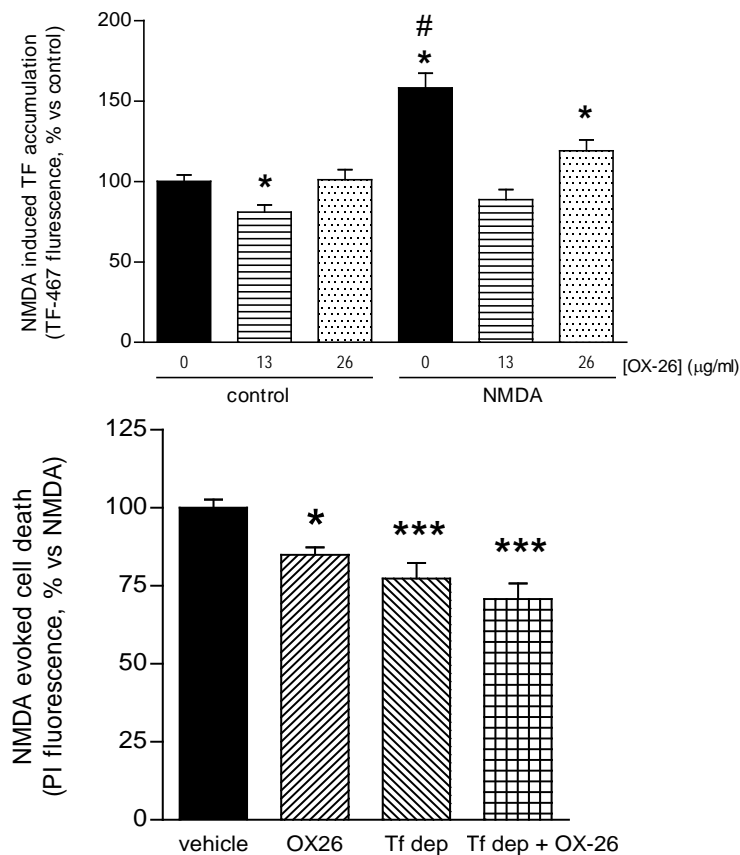 NMDA induced TF accumulation
(TF-467 flurescence, % vs control)
200
150
100
50
0
*
#
*
*
0 13 26 0 13 26 [OX-26] (μg/ml)
control NMDA
NMDA evoked cell death
(PI fluorescence, % vs NMDA)
125
100
75
50
25
0
*
***
***
vehicle OX26 Tf dep Tf dep + OX-26